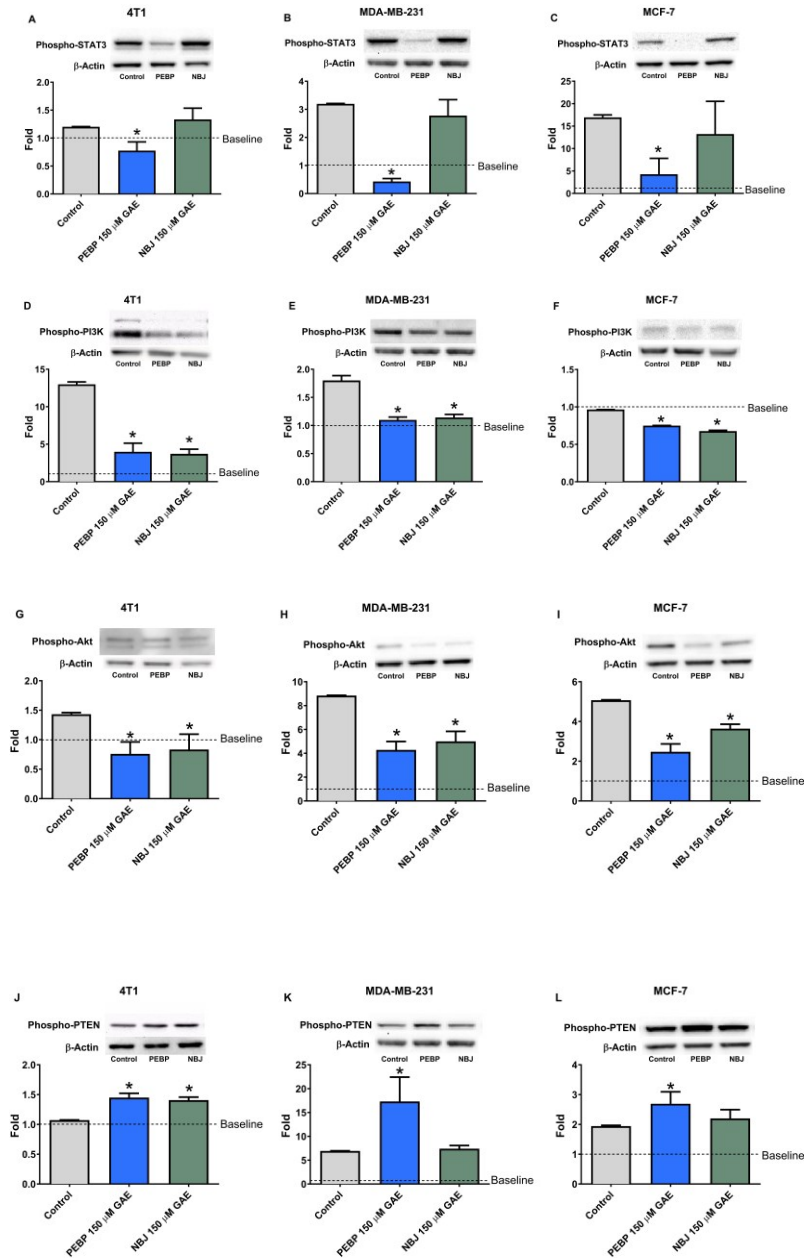 A
4T1
Phospho-STAT3
β-Actin
Control PEBP NBJ
2.0
1.5
1.0
0.5
0.0
Fold
*
Baseline
Control
PEBP 150 μM GAE
NBJ 150 μM GAE
B
MDA-MB-231
Phospho-STAT3
β-Actin
Control PEBP NBJ
4
3
2
1
0
Fold
*
Baseline
Control
PEBP 150 μM GAE
NBJ 150 μM GAE
C
MCF-7
Phospho-STAT3
β-Actin
Control PEBP NBJ
25
20
15
10
5
0
Fold
*
Baseline
Control
PEBP 150 μM GAE
NBJ 150 μM GAE
D
4T1
Phospho-PI3K
β-Actin
Control PEBP NBJ
15
10
5
0
Fold
* *
Baseline
Control
PEBP 150 μM GAE
NBJ 150 μM GAE
E
MDA-MB-231
Phospho-PI3K
β-Actin
Control PEBP NBJ
2.0
1.5
1.0
0.5
0.0
Fold
* *
Baseline
Control
PEBP 150 μM GAE
NBJ 150 μM GAE
F
MCF-7
Phospho-PI3K
β-Actin
Control PEBP NBJ
1.5
1.0
0.5
0.0
Fold
* *
Baseline
Control
PEBP 150 μM GAE
NBJ 150 μM GAE
G
4T1
Phospho-Akt
β-Actin
Control PEBP NBJ
2.0
1.5
1.0
0.5
0.0
Fold
* *
Baseline
Control
PEBP 150 μM GAE
NBJ 150 μM GAE
H
MDA-MB-231
Phospho-Akt
β-Actin
Control PEBP NBJ
10
8
6
4
2
0
Fold
* *
Baseline
Control
PEBP 150 μM GAE
NBJ 150 μM GAE
I
MCF-7
Phospho-Akt
β-Actin
Control PEBP NBJ
6
4
2
0
Fold
* *
Baseline
Control
PEBP 150 μM GAE
NBJ 150 μM GAE
J
4T1
Phospho-PTEN
β-Actin
Control PEBP NBJ
2.0
1.5
1.0
0.5
0.0
Fold
* *
Baseline
Control
PEBP 150 μM GAE
NBJ 150 μM GAE
K
MDA-MB-231
Phospho-PTEN
β-Actin
Control PEBP NBJ
25
20
15
10
5
0
Fold
*
Baseline
Control
PEBP 150 μM GAE
NBJ 150 μM GAE
L
MCF-7
Phospho-PTEN
β-Actin
Control PEBP NBJ
4
3
2
1
0
Fold
*
Baseline
Control
PEBP 150 μM GAE
NBJ 150 μM GAE